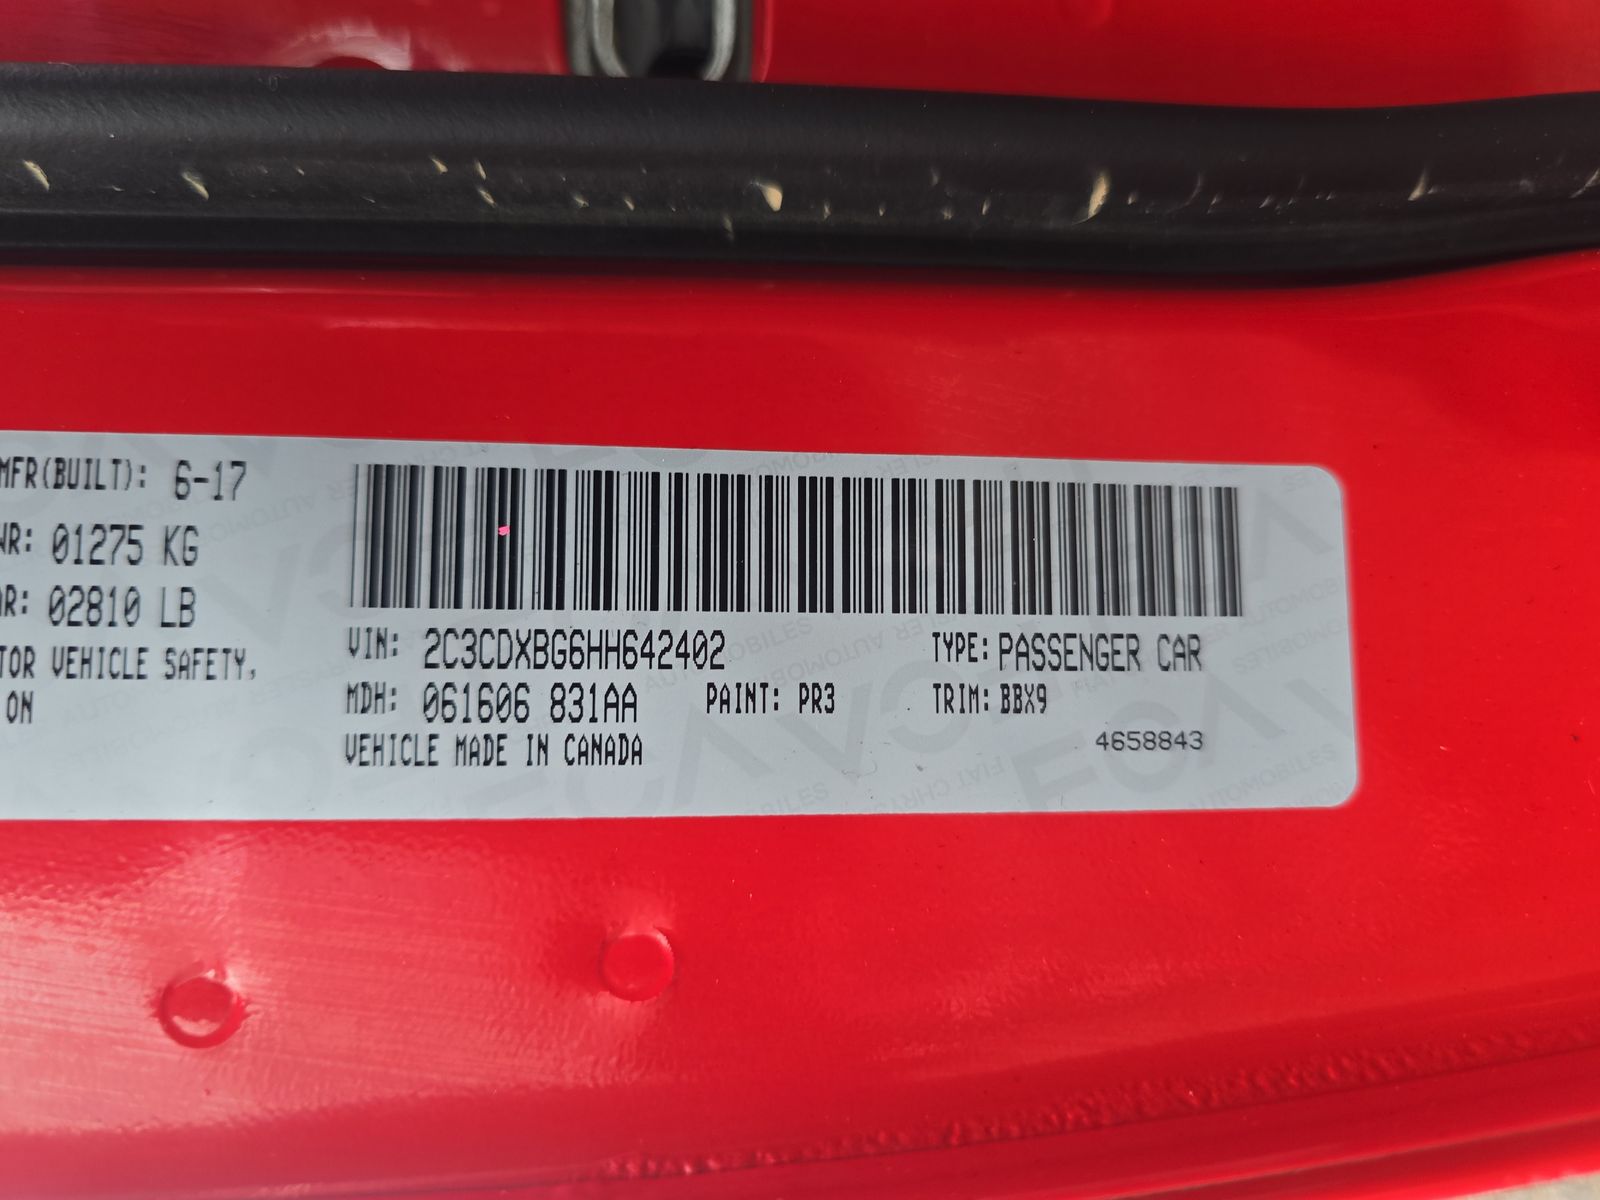 MFR(BUILT): 6-17
WR: 01275 KG
AR: 02810 LB
TOR VEHICLE SAFETY,
ON
VIN: 2C3CDXBG6HH642402 TYPE: PASSENGER CAR
MDH: 061606 831AA PAINT: PR3 TRIM: BBX9
VEHICLE MADE IN CANADA 4658843